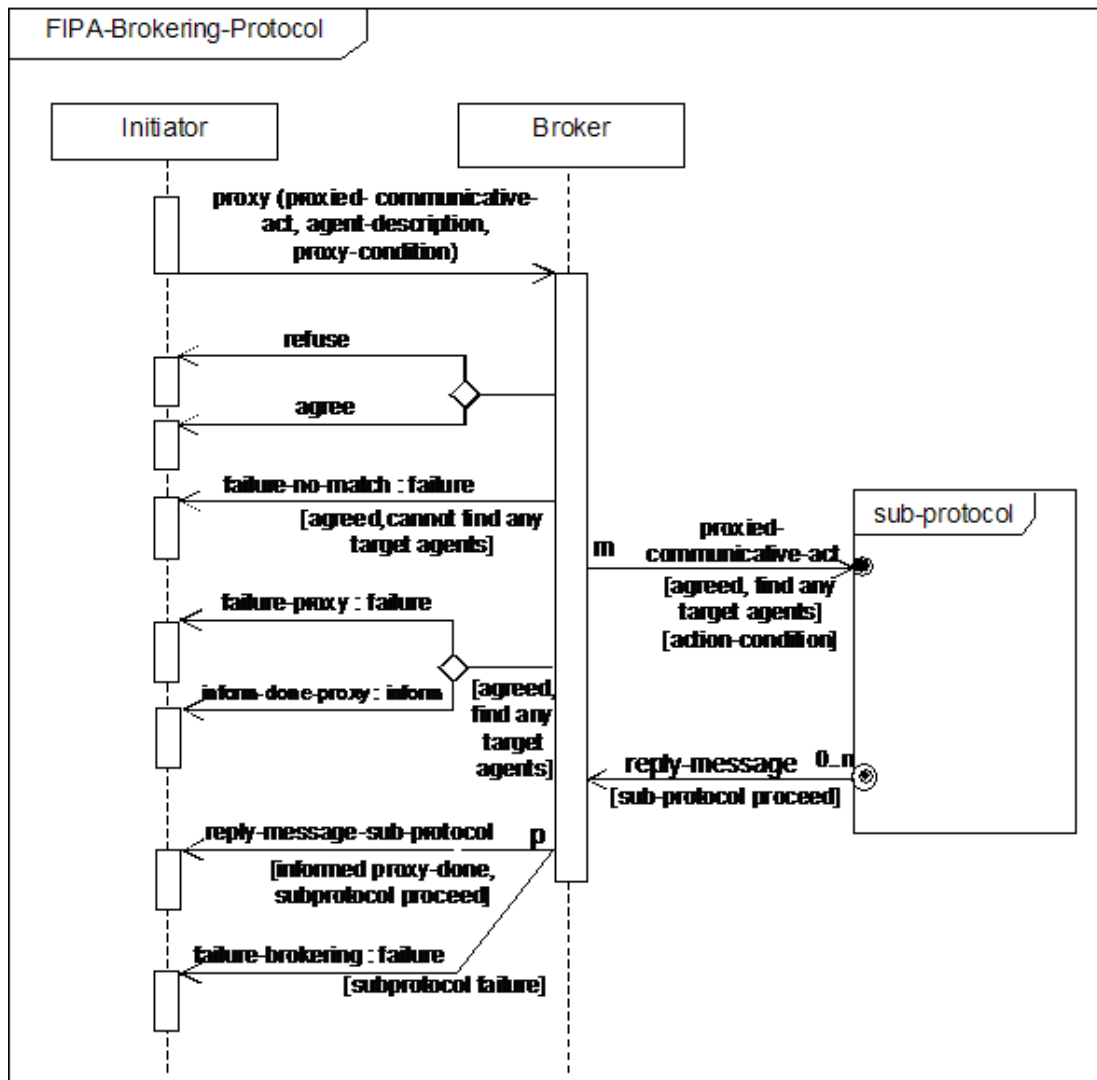 FIPA-Brokering-Protocol
Initiator
Broker
proxy (proxied- communicative-
act, agent-description,
proxy-condition)
refuse
agree
failure-no-match : failure
[agreed,cannot find any
target agents]
sub-protocol
m
proxied-
communicative-act
[agreed, find any
target agents]
[action-condition]
failure-proxy : failure
inform-done-proxy : inform
[agreed,
find any
target
agents]
reply-message
0..n
[sub-protocol proceed]
reply-message-sub-protocol
p
[informed proxy-done,
subprotocol proceed]
failure-brokering : failure
[subprotocol failure]